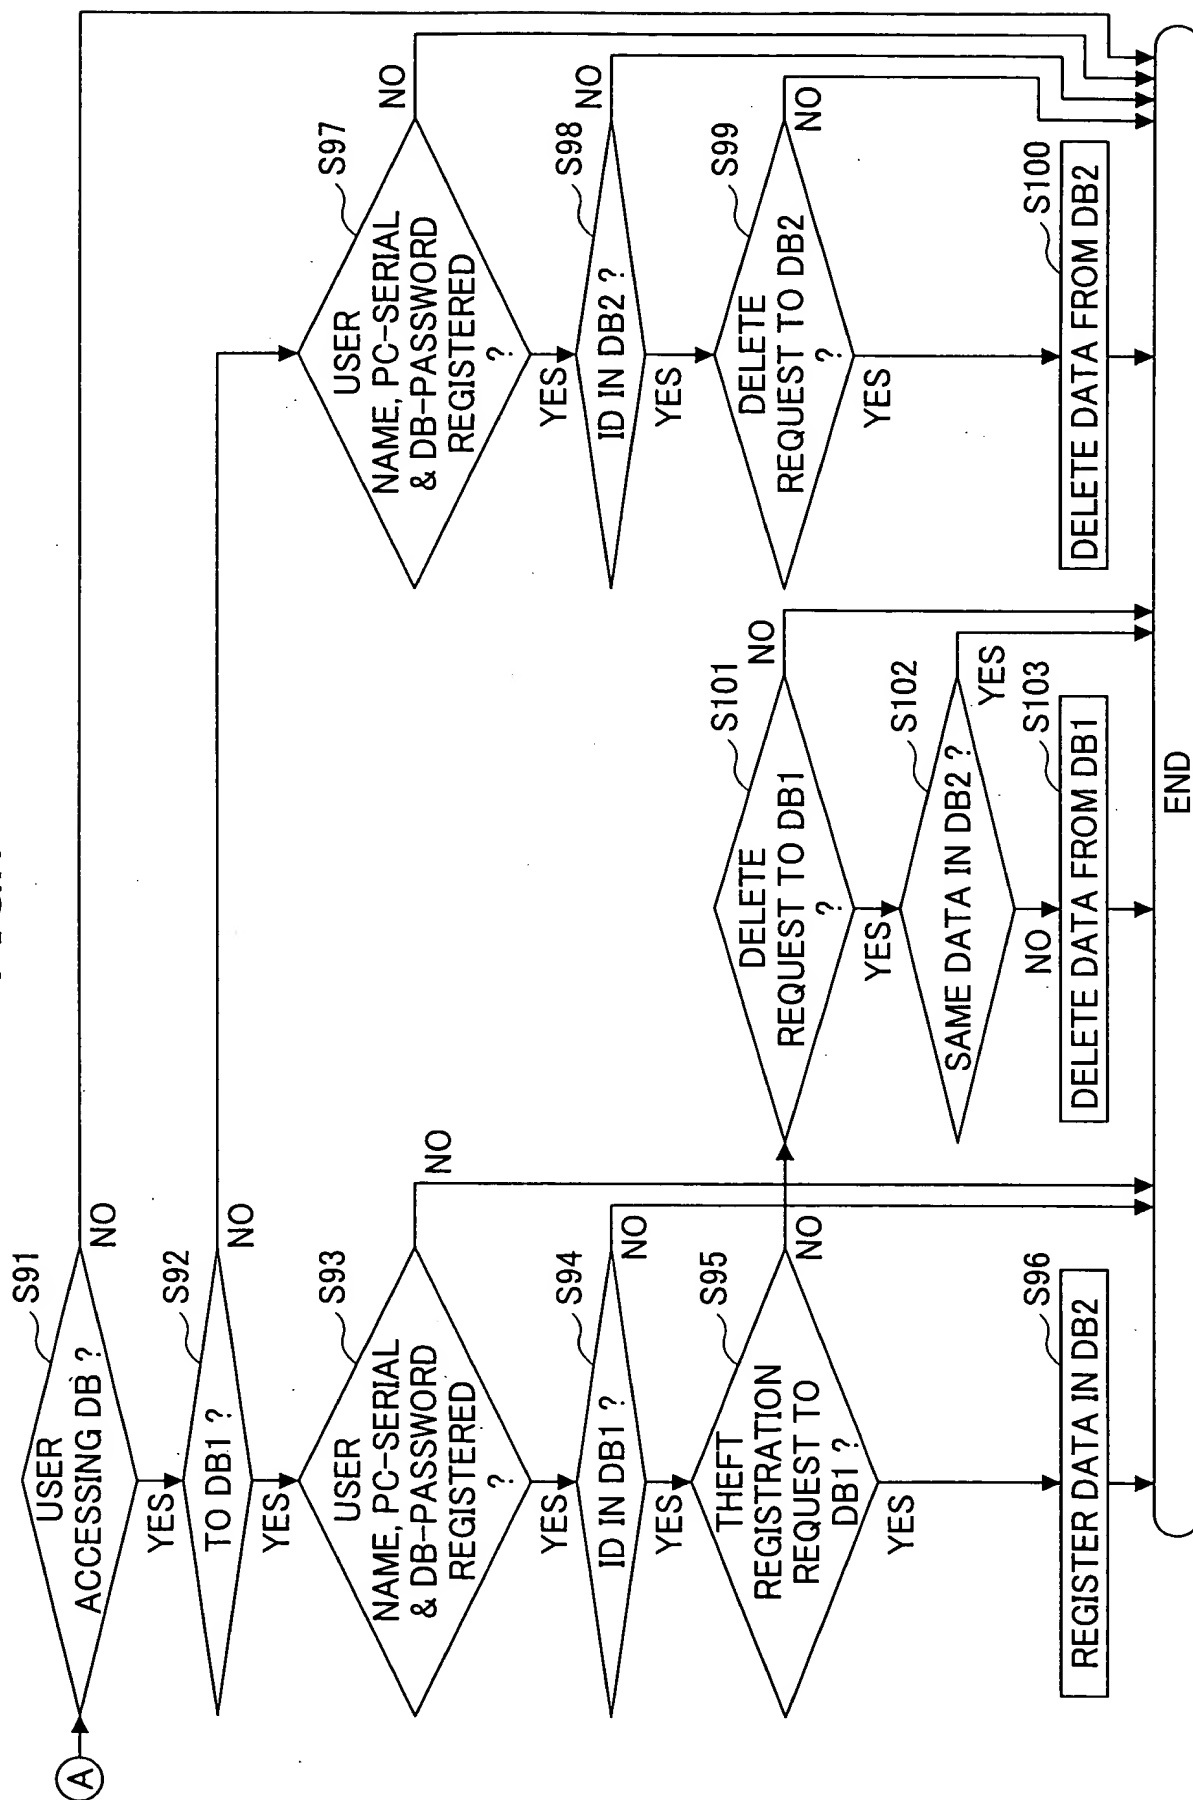 A
USER
ACCESSING DB ?
S91
NO
YES
TO DB1 ?
S92
NO
YES
USER
NAME, PC-SERIAL
& DB-PASSWORD
REGISTERED
?
S93
NO
YES
ID IN DB1 ?
S94
NO
YES
THEFT
REGISTRATION
REQUEST TO
DB1 ?
S95
NO
YES
REGISTER DATA IN DB2
S96
DELETE
REQUEST TO DB1
?
S101
NO
YES
SAME DATA IN DB2 ?
S102
YES
NO
DELETE DATA FROM DB1
S103
USER
NAME, PC-SERIAL
& DB-PASSWORD
REGISTERED
?
S97
NO
YES
ID IN DB2 ?
S98
NO
YES
DELETE
REQUEST TO DB2
?
S99
NO
YES
DELETE DATA FROM DB2
S100
END